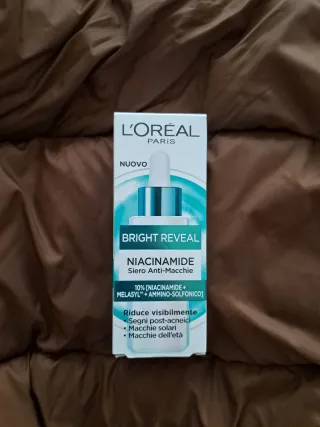 L'ORÉAL
PARIS
NUOVO
BRIGHT REVEAL
NIACINAMIDE
Siero Anti-Macchie
10% [NIACINAMIDE +
MELASYL™ + AMMINO-SOLFONICO]
Riduce visibilmente
• Segni post-acneici
• Macchie solari
• Macchie dell'età